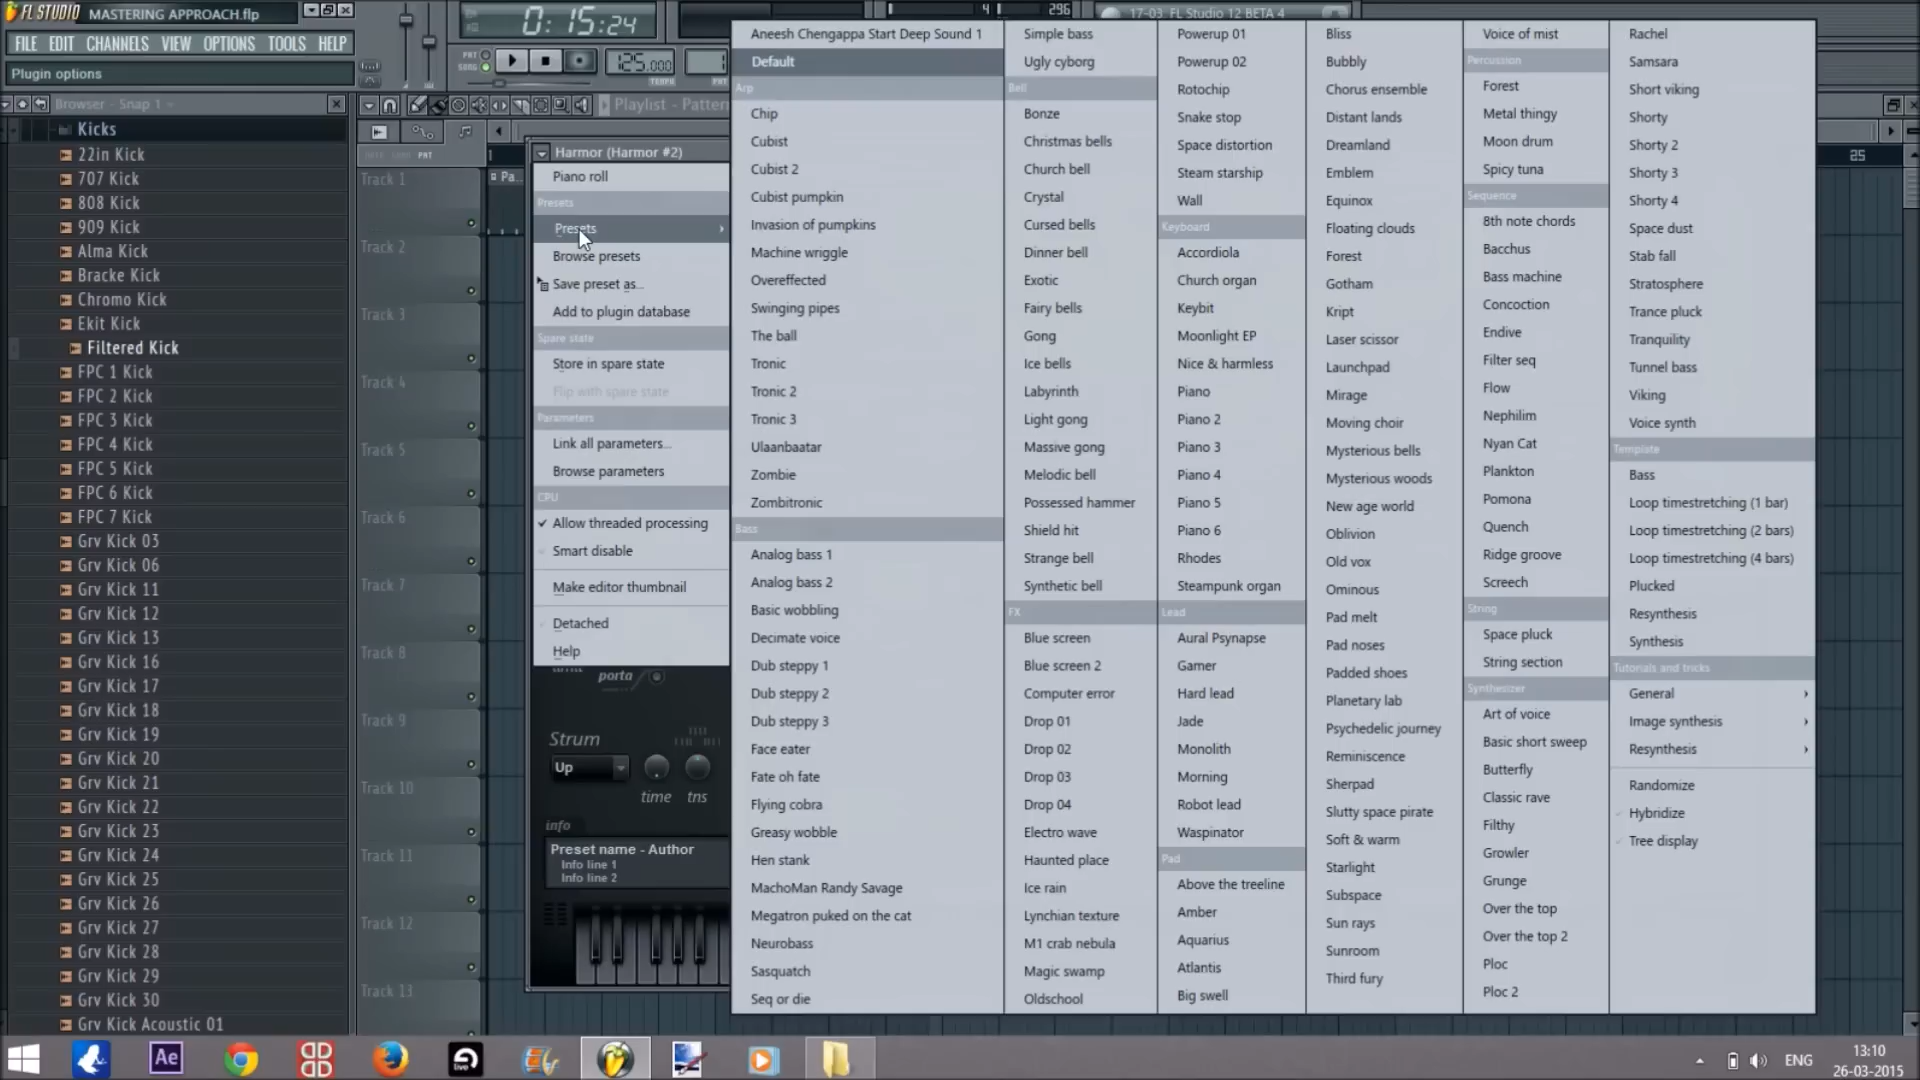 FL STUDIO MASTERING APPROACH.flp
0:15:24
4 296
17-03 FL Studio 12 BETA 4
FILE EDIT CHANNELS VIEW OPTIONS TOOLS HELP
PAT
SONG
125.000
TEMPO
1
PAT
Plugin options
Browser - Snap 1
Playlist - Pattern
Kicks
22in Kick
707 Kick
808 Kick
909 Kick
Alma Kick
Bracke Kick
Chromo Kick
Ekit Kick
Filtered Kick
FPC 1 Kick
FPC 2 Kick
FPC 3 Kick
FPC 4 Kick
FPC 5 Kick
FPC 6 Kick
FPC 7 Kick
Grv Kick 03
Grv Kick 06
Grv Kick 11
Grv Kick 12
Grv Kick 13
Grv Kick 16
Grv Kick 17
Grv Kick 18
Grv Kick 19
Grv Kick 20
Grv Kick 21
Grv Kick 22
Grv Kick 23
Grv Kick 24
Grv Kick 25
Grv Kick 26
Grv Kick 27
Grv Kick 28
Grv Kick 29
Grv Kick 30
Grv Kick Acoustic 01
PAT
1
25
Track 1
Pa..
Track 2
Track 3
Track 4
Track 5
Track 6
Track 7
Track 8
Track 9
Track 10
Track 11
Track 12
Track 13
Harmor (Harmor #2)
Piano roll
Presets
Presets
Browse presets
Save preset as...
Add to plugin database
Spare state
Store in spare state
Flip with spare state
Parameters
Link all parameters...
Browse parameters
CPU
Allow threaded processing
Smart disable
Make editor thumbnail
Detached
Help
porta
Strum
Up
time tns
info
Preset name - Author
Info line 1
Info line 2
Aneesh Chengappa Start Deep Sound 1
Default
Arp
Chip
Cubist
Cubist 2
Cubist pumpkin
Invasion of pumpkins
Machine wriggle
Overeffected
Swinging pipes
The ball
Tronic
Tronic 2
Tronic 3
Ulaanbaatar
Zombie
Zombitronic
Bass
Analog bass 1
Analog bass 2
Basic wobbling
Decimate voice
Dub steppy 1
Dub steppy 2
Dub steppy 3
Face eater
Fate oh fate
Flying cobra
Greasy wobble
Hen stank
MachoMan Randy Savage
Megatron puked on the cat
Neurobass
Sasquatch
Seq or die
Simple bass
Ugly cyborg
Bell
Bonze
Christmas bells
Church bell
Crystal
Cursed bells
Dinner bell
Exotic
Fairy bells
Gong
Ice bells
Labyrinth
Light gong
Massive gong
Melodic bell
Possessed hammer
Shield hit
Strange bell
Synthetic bell
FX
Blue screen
Blue screen 2
Computer error
Drop 01
Drop 02
Drop 03
Drop 04
Electro wave
Haunted place
Ice rain
Lynchian texture
M1 crab nebula
Magic swamp
Oldschool
Powerup 01
Powerup 02
Rotochip
Snake stop
Space distortion
Steam starship
Wall
Keyboard
Accordiola
Church organ
Keybit
Moonlight EP
Nice & harmless
Piano
Piano 2
Piano 3
Piano 4
Piano 5
Piano 6
Rhodes
Steampunk organ
Lead
Aural Psynapse
Gamer
Hard lead
Jade
Monolith
Morning
Robot lead
Waspinator
Pad
Above the treeline
Amber
Aquarius
Atlantis
Big swell
Bliss
Bubbly
Chorus ensemble
Distant lands
Dreamland
Emblem
Equinox
Floating clouds
Forest
Gotham
Kript
Laser scissor
Launchpad
Mirage
Moving choir
Mysterious bells
Mysterious woods
New age world
Oblivion
Old vox
Ominous
Pad melt
Pad noses
Padded shoes
Planetary lab
Psychedelic journey
Reminiscence
Sherpad
Slutty space pirate
Soft & warm
Starlight
Subspace
Sun rays
Sunroom
Third fury
Voice of mist
Percussion
Forest
Metal thingy
Moon drum
Spicy tuna
Sequence
8th note chords
Bacchus
Bass machine
Concoction
Endive
Filter seq
Flow
Nephilim
Nyan Cat
Plankton
Pomona
Quench
Ridge groove
Screech
String
Space pluck
String section
Synthesizer
Art of voice
Basic short sweep
Butterfly
Classic rave
Filthy
Growler
Grunge
Over the top
Over the top 2
Ploc
Ploc 2
Rachel
Samsara
Short viking
Shorty
Shorty 2
Shorty 3
Shorty 4
Space dust
Stab fall
Stratosphere
Trance pluck
Tranquility
Tunnel bass
Viking
Voice synth
Template
Bass
Loop timestretching (1 bar)
Loop timestretching (2 bars)
Loop timestretching (4 bars)
Plucked
Resynthesis
Synthesis
Tutorials and tricks
General
Image synthesis
Resynthesis
Randomize
Hybridize
Tree display
Ae
live
ENG
13:10
26-03-2015